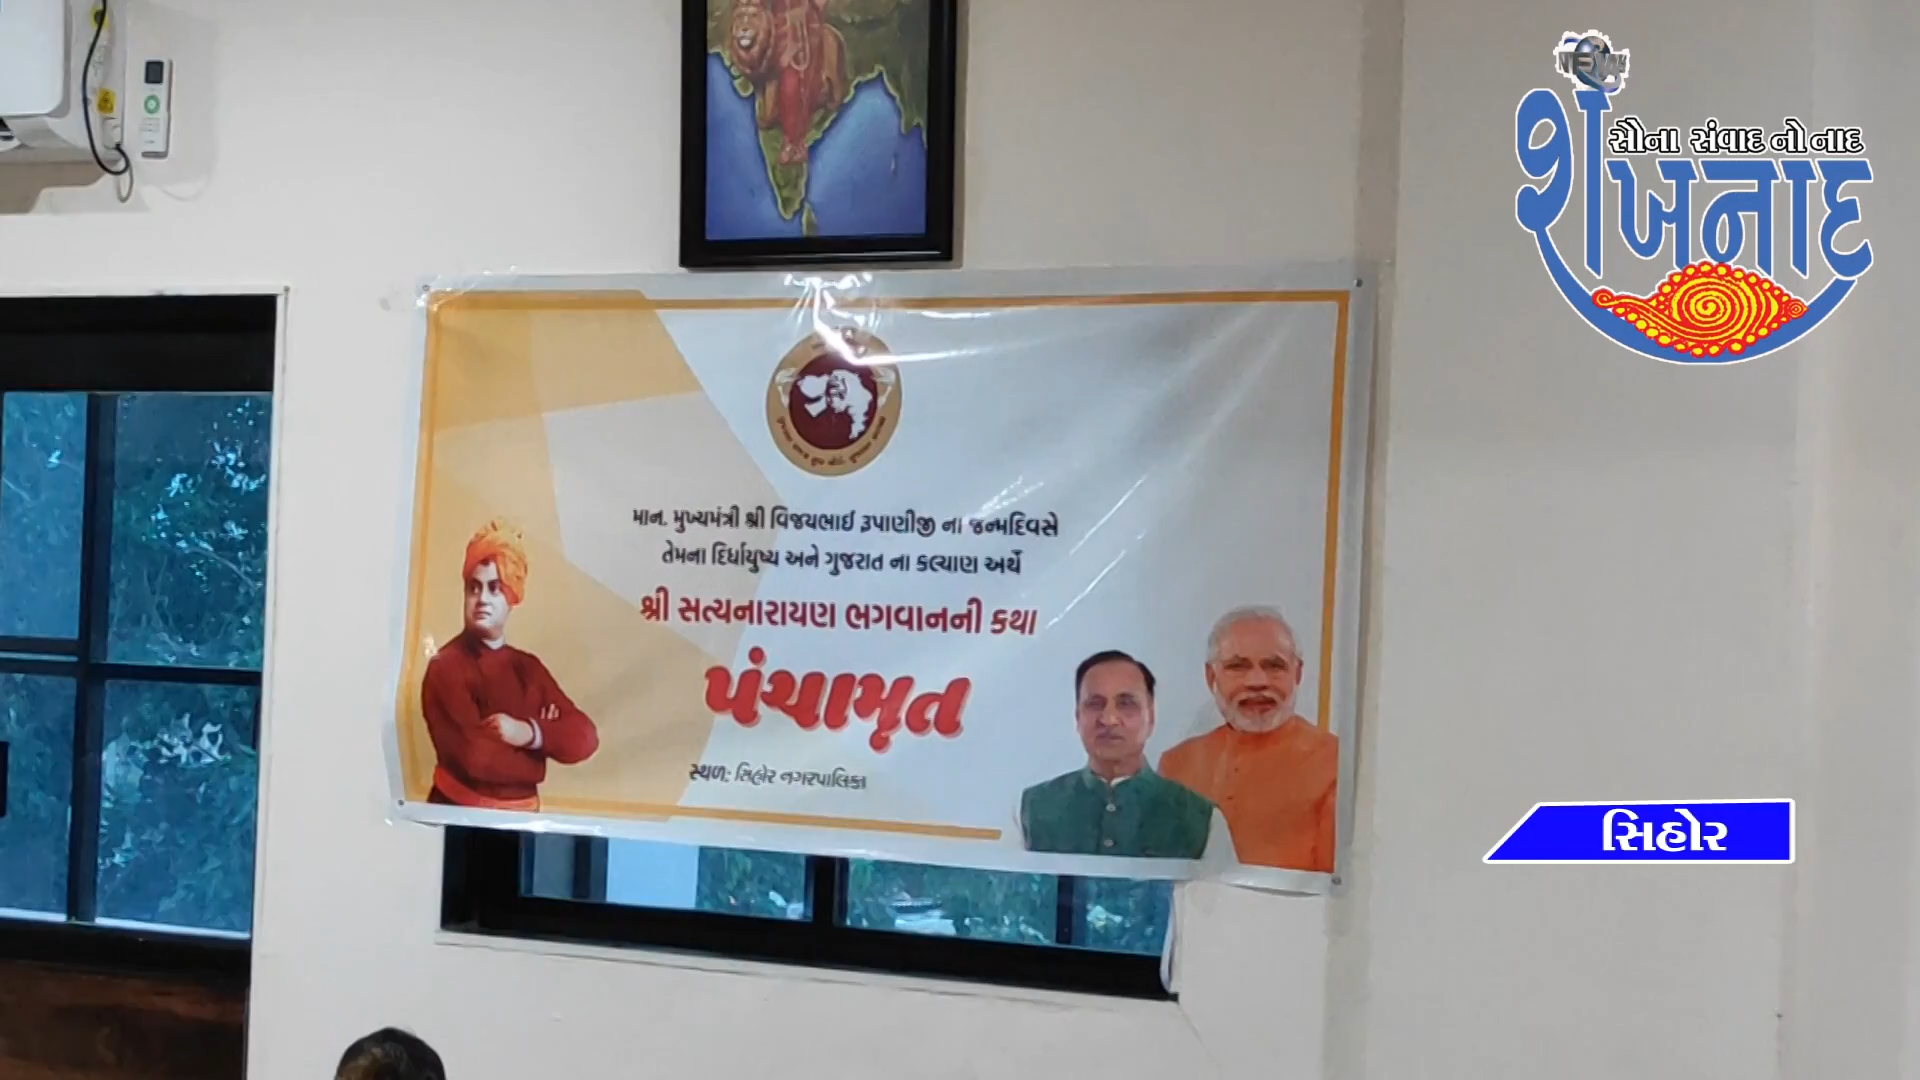 NEWS
સૌના સંવાદ નો નાદ
શંખનાદ
માન. મુખ્યમંત્રી શ્રી વિજયભાઈ રૂપાણીજી ના જન્મદિવસે
તેમના દિર્ધાયુષ્ય અને ગુજરાત ના કલ્યાણ અર્થે
શ્રી સત્યનારાયણ ભગવાનની કથા
પંચામૃત
સ્થળ: સિહોર નગરપાલિકા
સિહોર